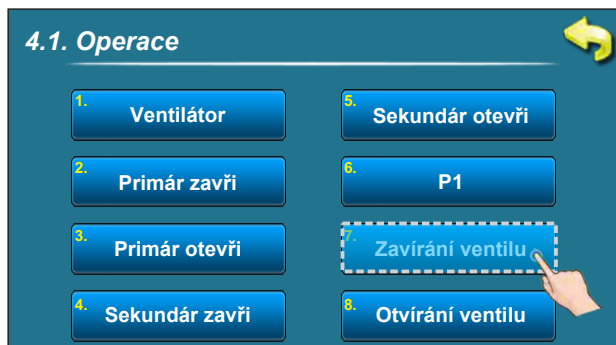 4.1. Operace
1. Ventilátor
2. Primár zavři
3. Primár otevři
4. Sekundár zavři
5. Sekundár otevři
6. P1
7. Zavírání ventilu
8. Otvírání ventilu